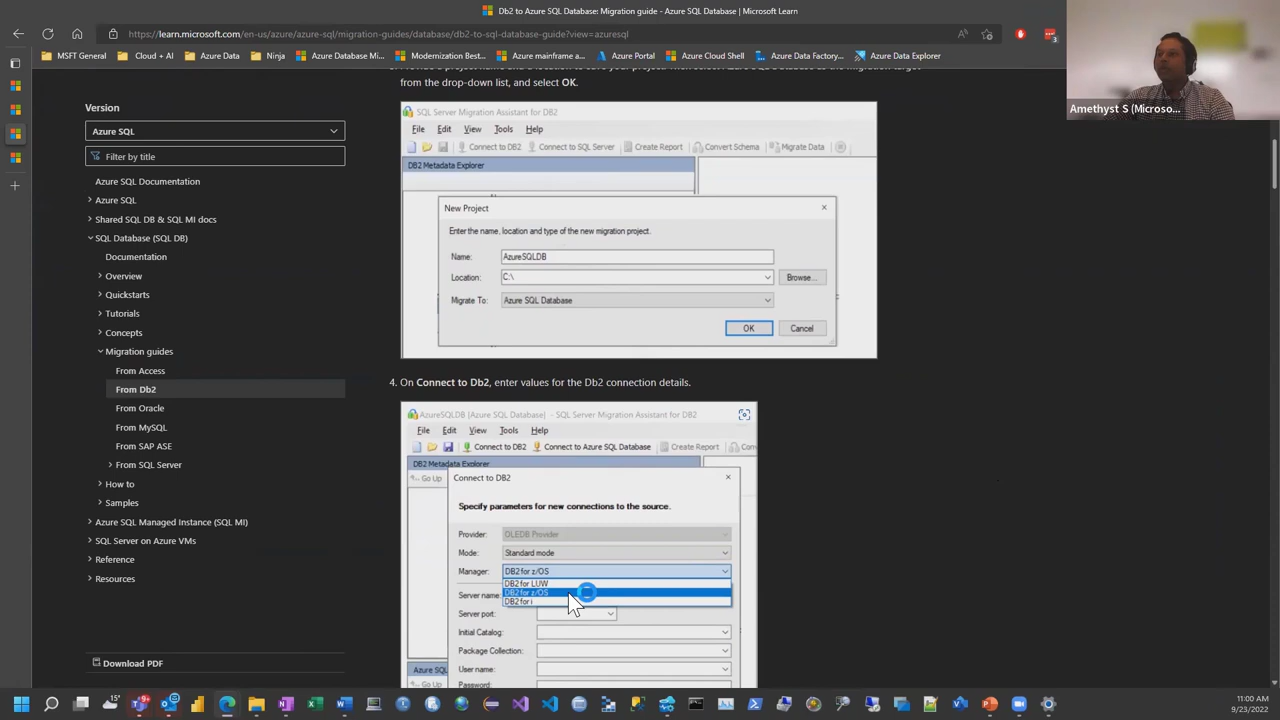 Db2 to Azure SQL Database: Migration guide - Azure SQL Database | Microsoft Learn
https://learn.microsoft.com/en-us/azure/azure-sql/migration-guides/database/db2-to-sql-database-guide?view=azuresql
MSFT Country
Cloud + AI
Azure Data
Ninja
Azure Database Mi...
Modernization Best...
Azure mainframe a...
Azure Portal
Azure Cloud Shell
Azure Data Factory...
Azure Data Explorer
Amethyst S (Microso...
Version
Azure SQL
Filter by title
Azure SQL Documentation
Azure SQL
Shared SQL DB & SQL MI docs
SQL Database (SQL DB)
Documentation
Overview
Quickstarts
Tutorials
Concepts
Migration guides
From Access
From Db2
From Oracle
From MySQL
From SAP ASE
From SQL Server
How to
Samples
Azure SQL Managed Instance (SQL MI)
SQL Server on Azure VMs
Reference
Resources
Download PDF
from the drop-down list, and select OK.
SQL Server Migration Assistant for DB2
File Edit View Tools Help
Connect to DB2 Connect to SQL Server Create Report Convert Schema Migrate Data
DB2 Metadata Explorer
New Project
Enter the name, location and type of the new migration project.
Name: AzureSQLDB
Location: C:\ Browse...
Migrate To: Azure SQL Database
OK Cancel
4. On Connect to Db2, enter values for the Db2 connection details.
AzureSQLDB [Azure SQL Database] - SQL Server Migration Assistant for DB2
File Edit View Tools Help
Connect to DB2 Connect to Azure SQL Database Create Report Conv
DB2 Metadata Explorer
Go Up
Connect to DB2
Specify parameters for new connections to the source.
Provider: OLEDB Provider
Mode: Standard mode
Manager: DB2 for z/OS
DB2 for LUW
DB2 for z/OS
DB2 for i
Server name:
Server port:
Initial Catalog:
Package Collection:
User name:
Password:
Azure SQL
Go Up
15°
11:00 AM
9/23/2022